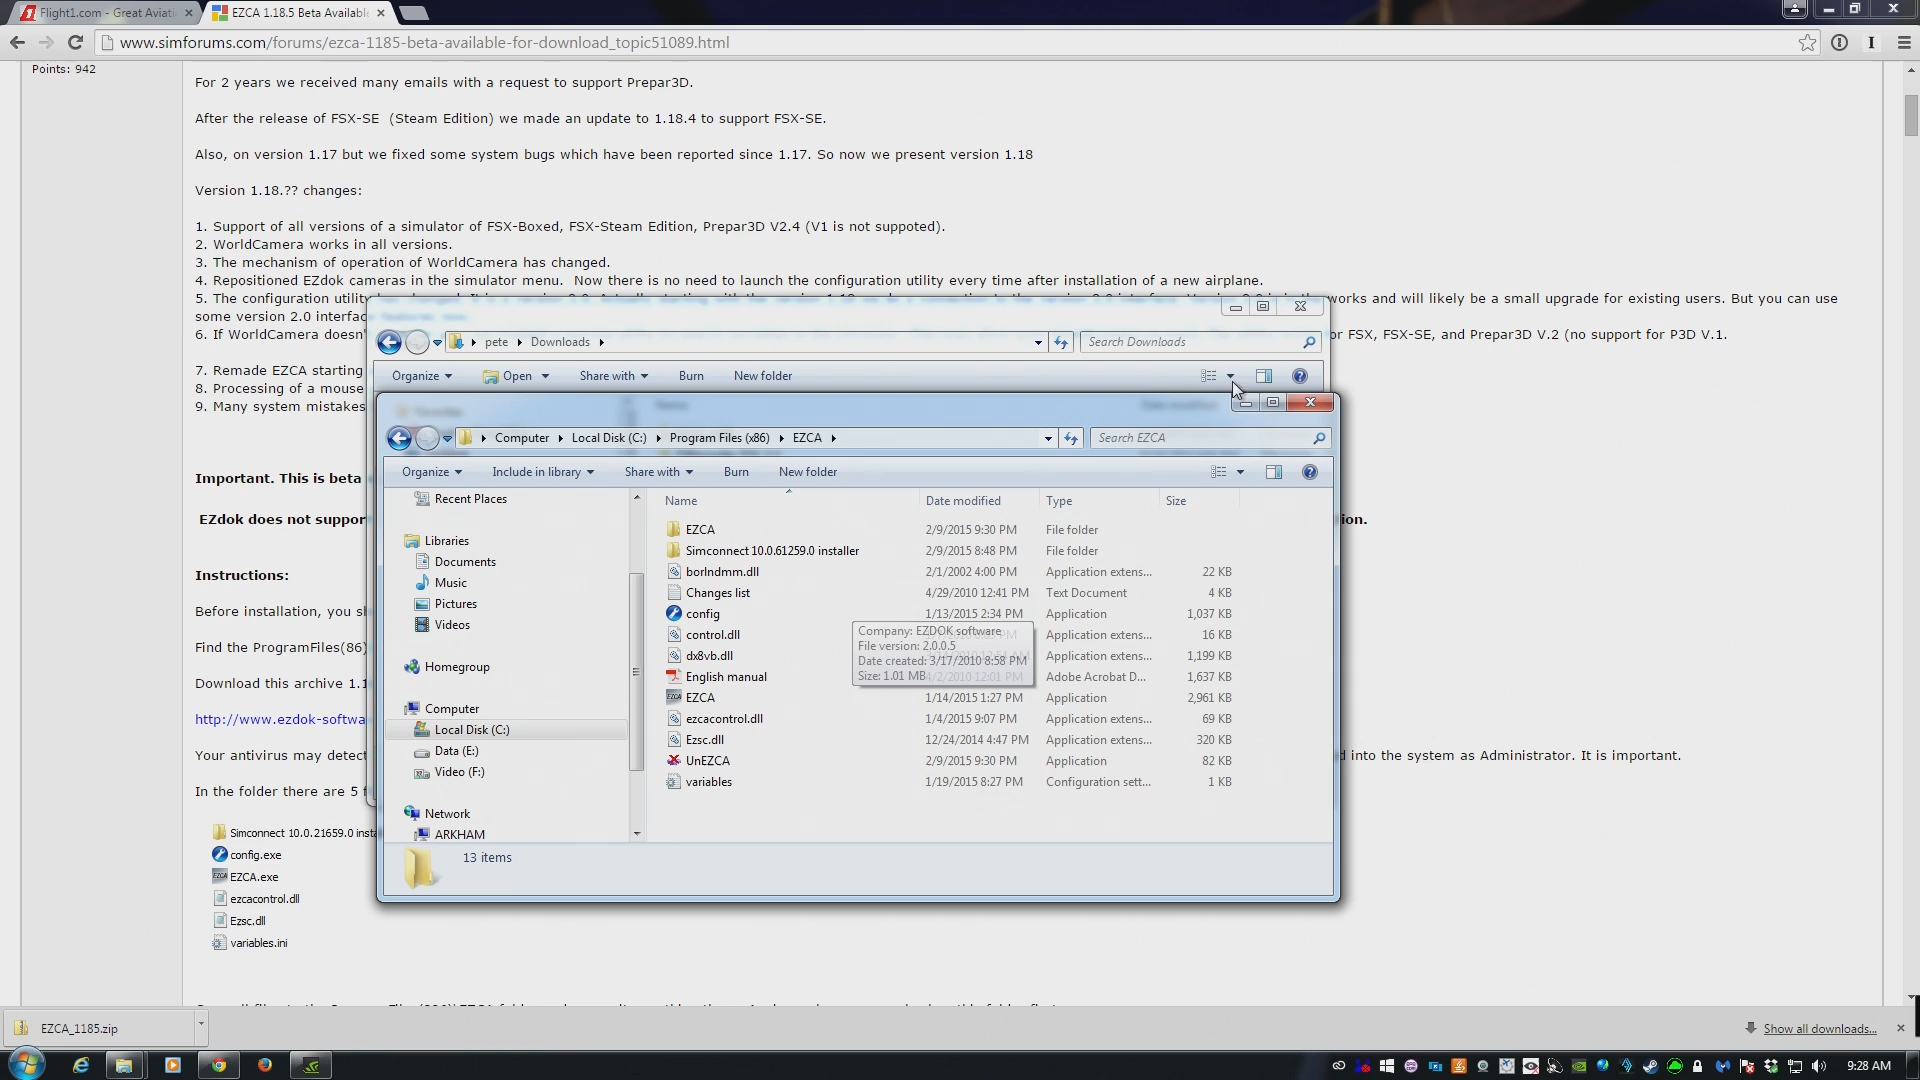 Flight1.com - Great Aviati
EZCA 1.18.5 Beta Available
www.simforums.com/forums/ezca-1185-beta-available-for-download_topic51089.html
Points: 942
For 2 years we received many emails with a request to support Prepar3D.
After the release of FSX-SE (Steam Edition) we made an update to 1.18.4 to support FSX-SE.
Also, on version 1.17 but we fixed some system bugs which have been reported since 1.17. So now we present version 1.18
Version 1.18.?? changes:
1. Support of all versions of a simulator of FSX-Boxed, FSX-Steam Edition, Prepar3D V2.4 (V1 is not suppoted).
2. WorldCamera works in all versions.
3. The mechanism of operation of WorldCamera has changed.
4. Repositioned EZdok cameras in the simulator menu. Now there is no need to launch the configuration utility every time after installation of a new airplane.
5. The configuration utility works and will likely be a small upgrade for existing users. But you can use
some version 2.0 interfac
6. If WorldCamera doesn' or FSX, FSX-SE, and Prepar3D V.2 (no support for P3D V.1.
7. Remade EZCA starting
8. Processing of a mouse
9. Many system mistakes
Important. This is beta
EZdok does not suppor ion.
Instructions:
Before installation, you sh
Find the ProgramFiles(86)
Download this archive 1.1
http://www.ezdok-softwa
Your antivirus may detect d into the system as Administrator. It is important.
In the folder there are 5 f
Simconnect 10.0.21659.0 insta
config.exe
EZCA.exe
ezcacontrol.dll
Ezsc.dll
variables.ini
pete Downloads
Search Downloads
Organize Open Share with Burn New folder
Computer Local Disk (C:) Program Files (x86) EZCA
Search EZCA
Organize Include in library Share with Burn New folder
Recent Places
Libraries
Documents
Music
Pictures
Videos
Homegroup
Computer
Local Disk (C:)
Data (E:)
Video (F:)
Network
ARKHAM
Name Date modified Type Size
EZCA 2/9/2015 9:30 PM File folder
Simconnect 10.0.61259.0 installer 2/9/2015 8:48 PM File folder
borlndmm.dll 2/1/2002 4:00 PM Application extens... 22 KB
Changes list 4/29/2010 12:41 PM Text Document 4 KB
config 1/13/2015 2:34 PM Application 1,037 KB
control.dll Application extens... 16 KB
dx8vb.dll Application extens... 1,199 KB
English manual 4/2/2010 12:01 PM Adobe Acrobat D... 1,637 KB
EZCA 1/14/2015 1:27 PM Application 2,961 KB
ezcacontrol.dll 1/4/2015 9:07 PM Application extens... 69 KB
Ezsc.dll 12/24/2014 4:47 PM Application extens... 320 KB
UnEZCA 2/9/2015 9:30 PM Application 82 KB
variables 1/19/2015 8:27 PM Configuration sett... 1 KB
Company: EZDOK software
File version: 2.0.0.5
Date created: 3/17/2010 8:58 PM
Size: 1.01 MB
13 items
EZCA_1185.zip
Show all downloads...
9:28 AM